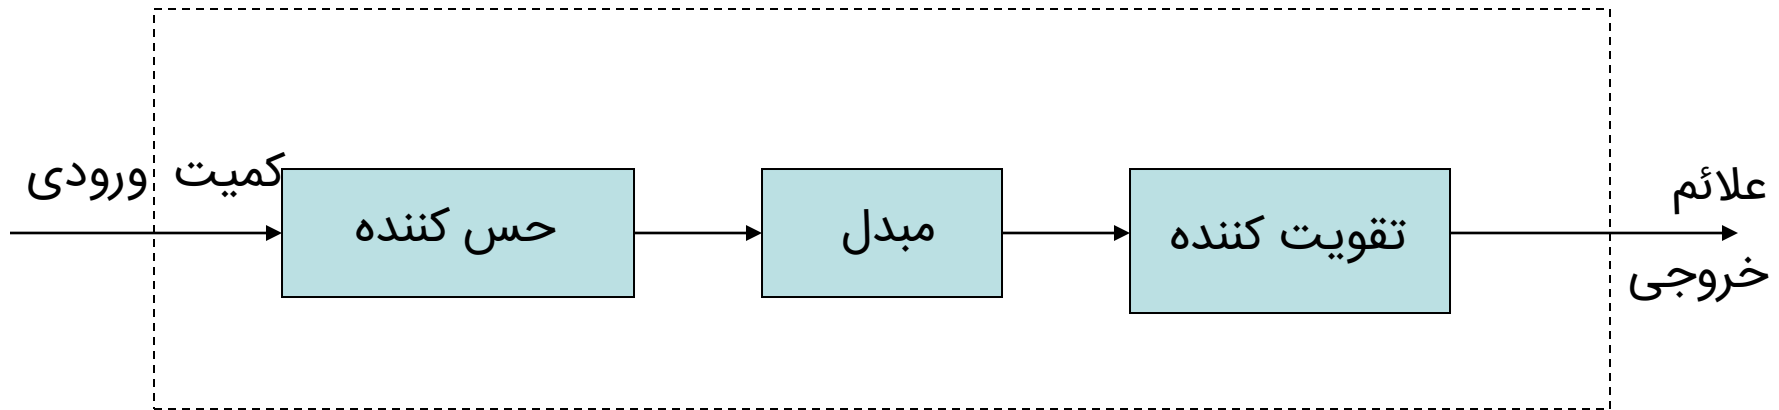 کمیت ورودی
حس کننده
مبدل
تقویت کننده
علائم
خروجی